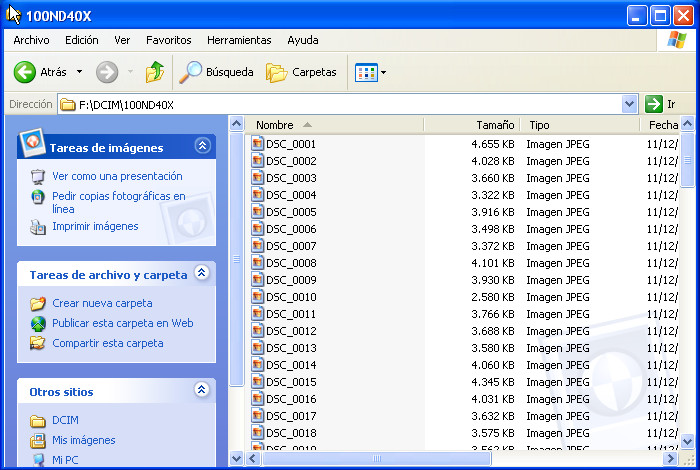 100ND40X
Archivo Edición Ver Favoritos Herramientas Ayuda
Atrás Búsqueda Carpetas
Dirección F:\DCIM\100ND40X Ir
Tareas de imágenes
Ver como una presentación
Pedir copias fotográficas en
línea
Imprimir imágenes
Tareas de archivo y carpeta
Crear nueva carpeta
Publicar esta carpeta en Web
Compartir esta carpeta
Otros sitios
DCIM
Mis imágenes
Mi PC
Nombre Tamaño Tipo Fecha
DSC_0001 4.655 KB Imagen JPEG 11/12/
DSC_0002 4.028 KB Imagen JPEG 11/12/
DSC_0003 3.660 KB Imagen JPEG 11/12/
DSC_0004 3.322 KB Imagen JPEG 11/12/
DSC_0005 3.916 KB Imagen JPEG 11/12/
DSC_0006 3.498 KB Imagen JPEG 11/12/
DSC_0007 3.372 KB Imagen JPEG 11/12/
DSC_0008 4.101 KB Imagen JPEG 11/12/
DSC_0009 3.930 KB Imagen JPEG 11/12/
DSC_0010 2.580 KB Imagen JPEG 11/12/
DSC_0011 3.766 KB Imagen JPEG 11/12/
DSC_0012 3.688 KB Imagen JPEG 11/12/
DSC_0013 3.580 KB Imagen JPEG 11/12/
DSC_0014 4.060 KB Imagen JPEG 11/12/
DSC_0015 4.345 KB Imagen JPEG 11/12/
DSC_0016 4.031 KB Imagen JPEG 11/12/
DSC_0017 3.632 KB Imagen JPEG 11/12/
DSC_0018 3.575 KB Imagen JPEG 11/12/
DSC_0019 3.562 KB Imagen JPEG 11/12/